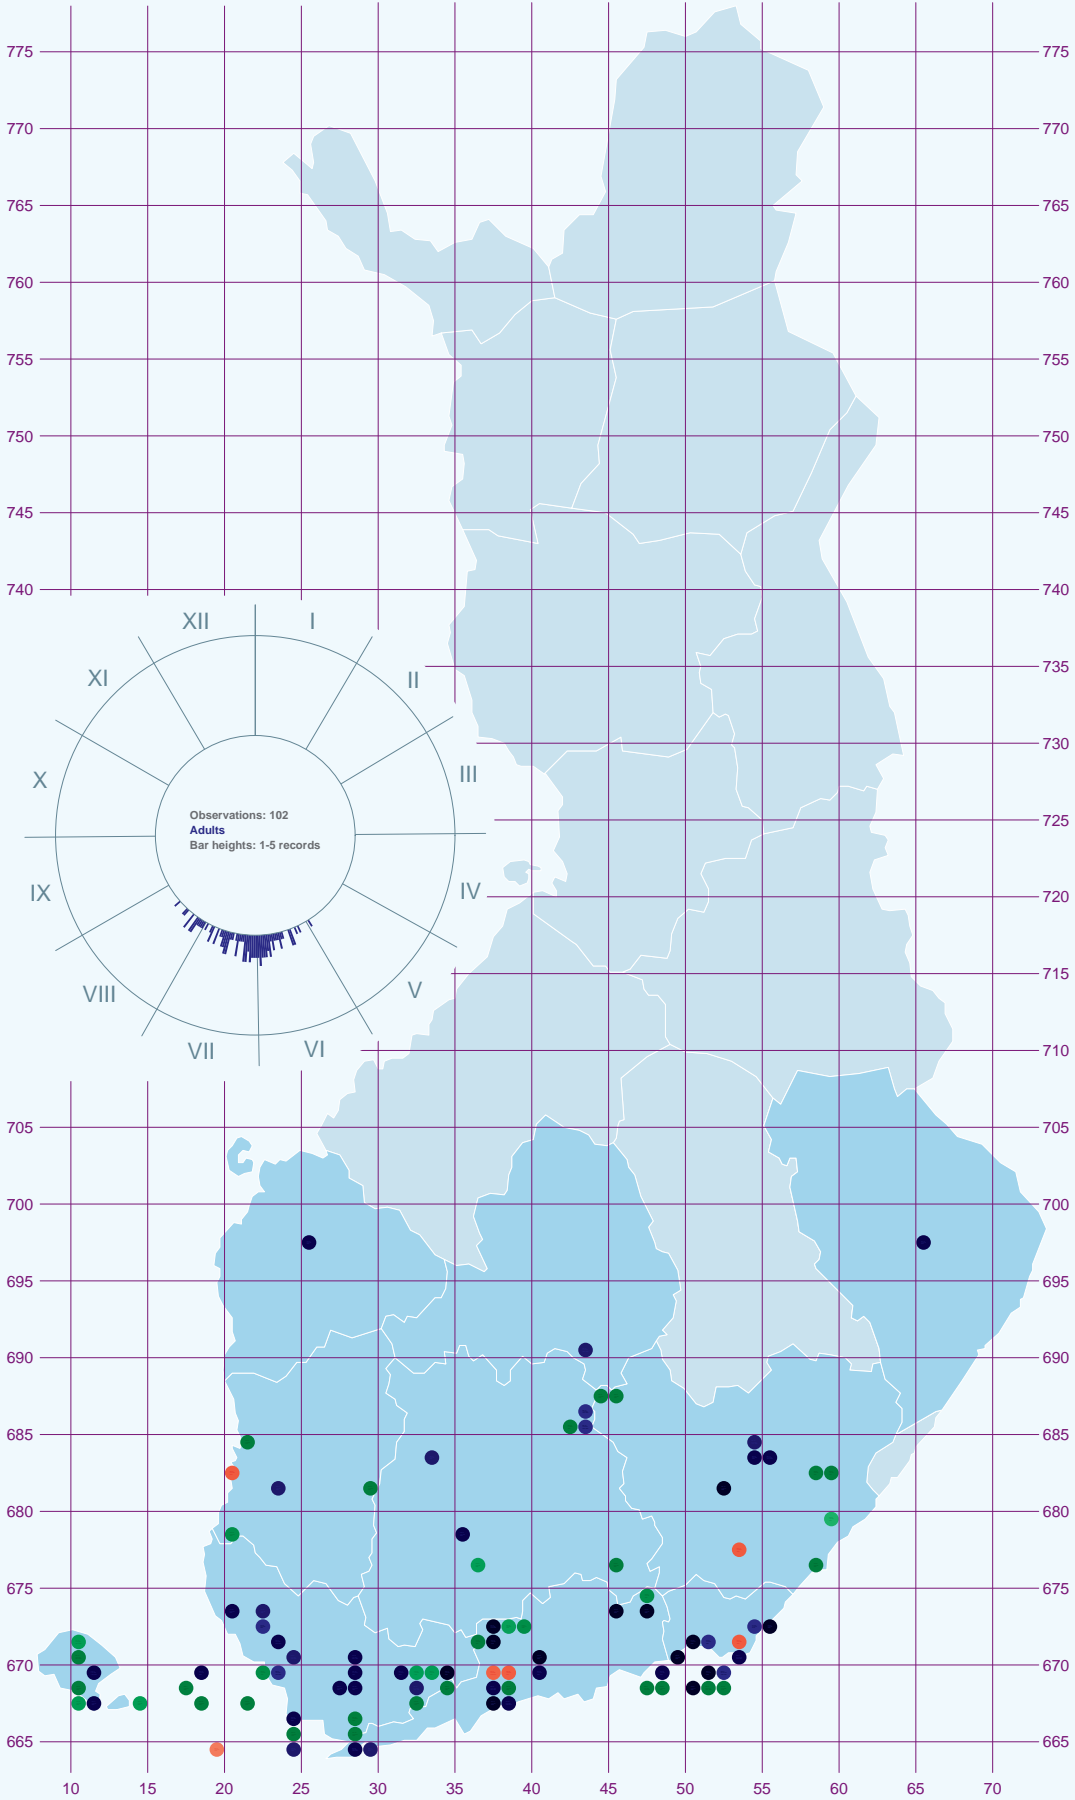 775 775
770 770
765 765
760 760
755 755
750 750
745 745
740 740
XII I
735
XI II
730
X III
Observations: 102
Adults
Bar heights: 1-5 records
725
IX IV
720
VIII V
715
VII VI
710
705 705
700 700
695 695
690 690
685 685
680 680
675 675
670 670
665 665
10 15 20 25 30 35 40 45 50 55 60 65 70